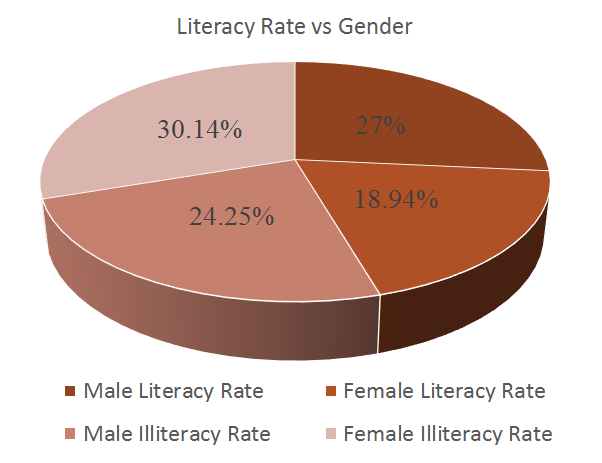 Literacy Rate vs Gender
30.14%
27%
18.94%
24.25%
Male Literacy Rate
Female Literacy Rate
Male Illiteracy Rate
Female Illiteracy Rate